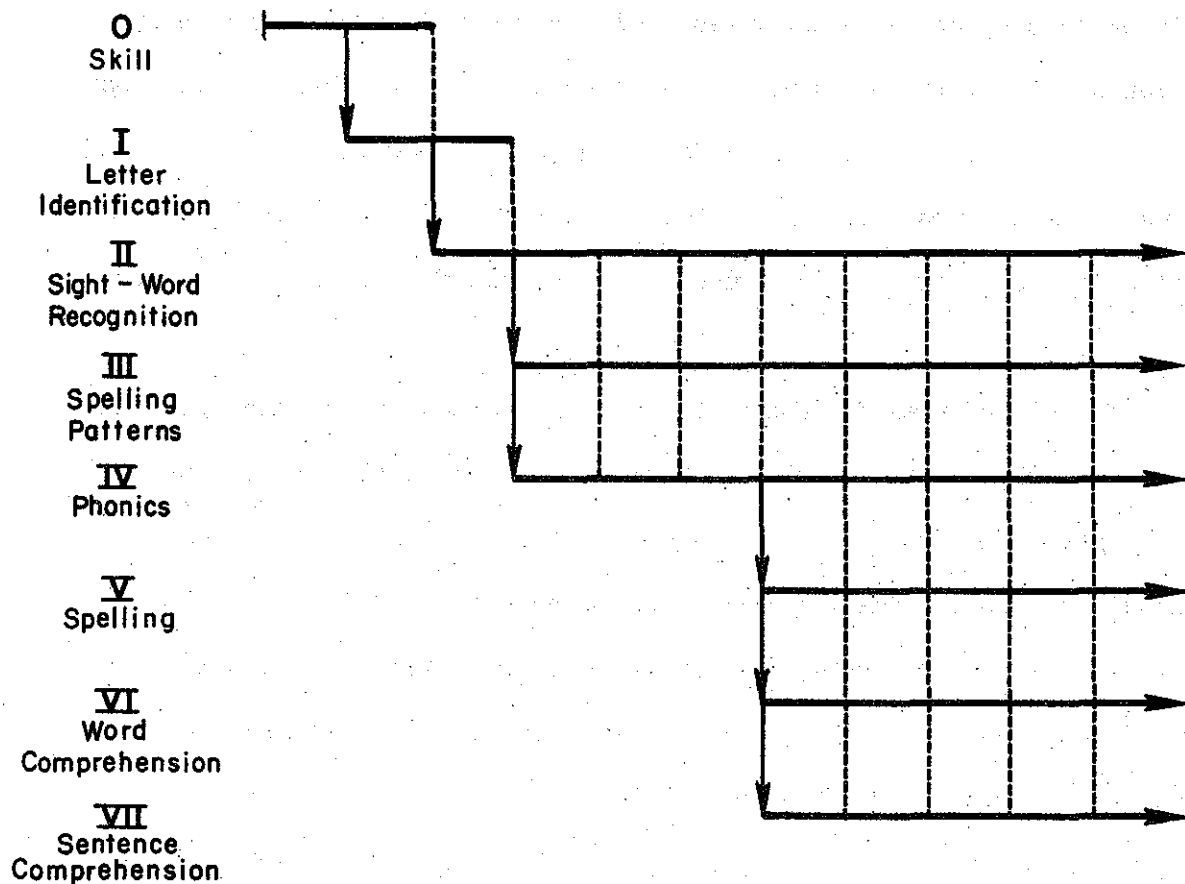 0
Skill
I
Letter
Identification
II
Sight - Word
Recognition
III
Spelling
Patterns
IV
Phonics
V
Spelling
VI
Word
Comprehension
VII
Sentence
Comprehension